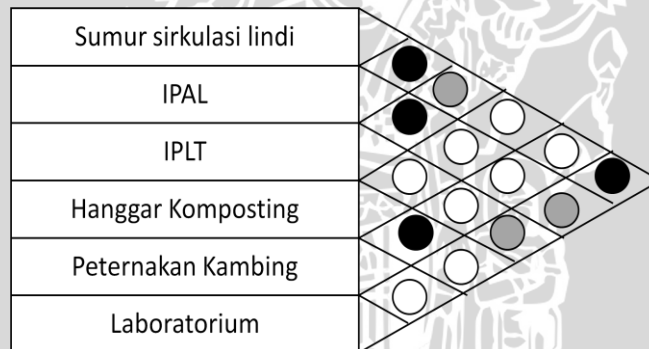 Sumur sirkulasi lindi
IPAL
IPLT
Hanggar Komposting
Peternakan Kambing
Laboratorium